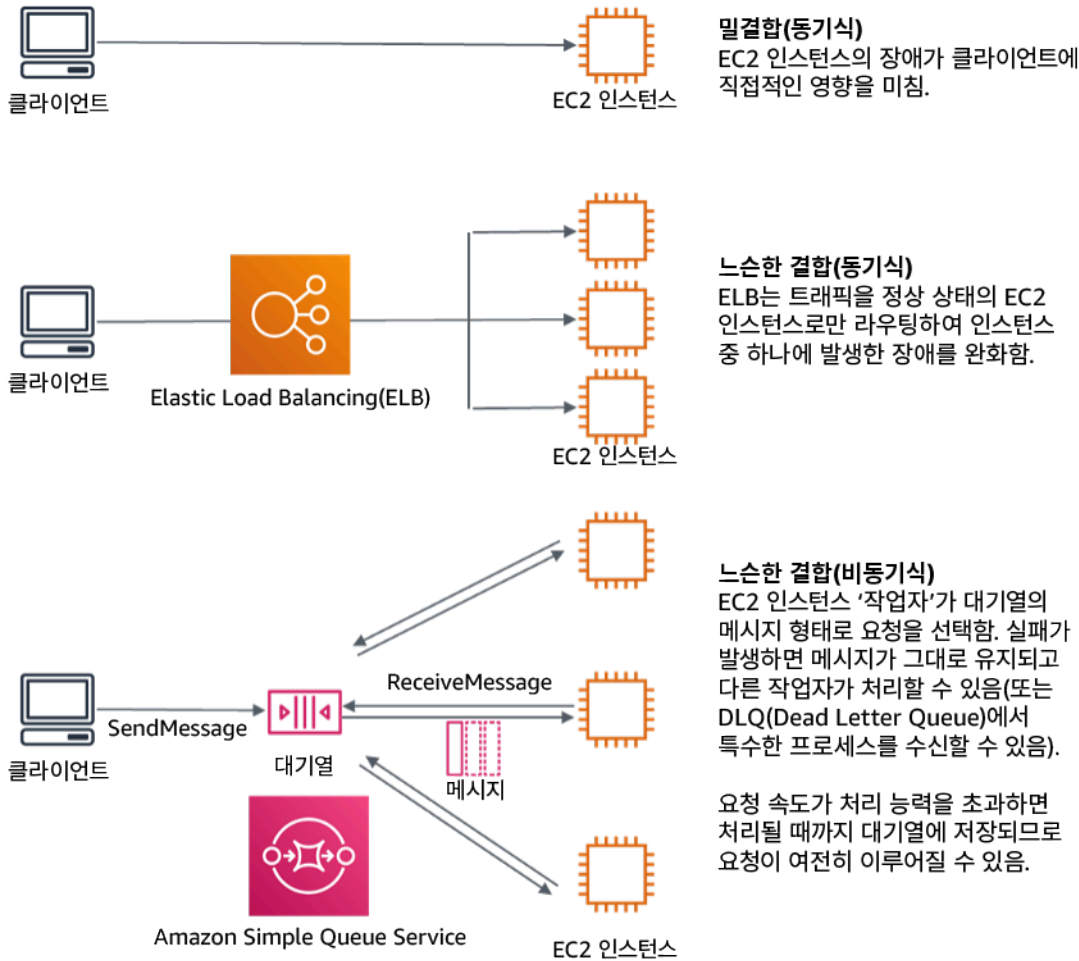 클라이언트
EC2 인스턴스
밀결합(동기식)
EC2 인스턴스의 장애가 클라이언트에
직접적인 영향을 미침.
클라이언트
Elastic Load Balancing(ELB)
EC2 인스턴스
느슨한 결합(동기식)
ELB는 트래픽을 정상 상태의 EC2
인스턴스로만 라우팅하여 인스턴스
중 하나에 발생한 장애를 완화함.
클라이언트
SendMessage
대기열
ReceiveMessage
메시지
Amazon Simple Queue Service
EC2 인스턴스
느슨한 결합(비동기식)
EC2 인스턴스 ‘작업자’가 대기열의
메시지 형태로 요청을 선택함. 실패가
발생하면 메시지가 그대로 유지되고
다른 작업자가 처리할 수 있음(또는
DLQ(Dead Letter Queue)에서
특수한 프로세스를 수신할 수 있음).
요청 속도가 처리 능력을 초과하면
처리될 때까지 대기열에 저장되므로
요청이 여전히 이루어질 수 있음.